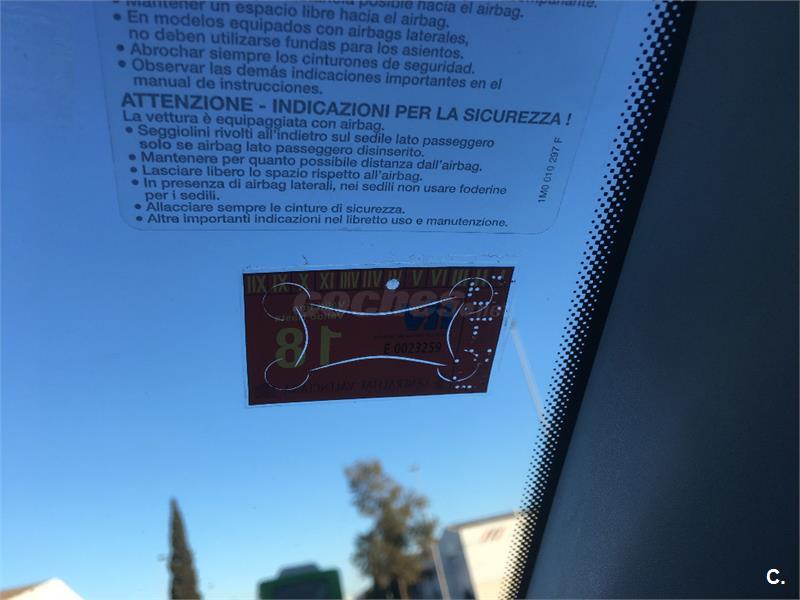 Mantener un espacio libre hacia el airbag.
• En modelos equipados con airbags laterales,
no deben utilizarse fundas para los asientos.
• Abrochar siempre los cinturones de seguridad.
• Observar las demás indicaciones importantes en el
manual de instrucciones.
ATTENZIONE - INDICAZIONI PER LA SICUREZZA !
La vettura è equipaggiata con airbag.
• Seggiolini rivolti all'indietro sul sedile lato passeggero
solo se airbag lato passeggero disinserito.
• Mantenere per quanto possibile distanza dall'airbag.
• Lasciare libero lo spazio rispetto all'airbag.
• In presenza di airbag laterali, nei sedili non usare foderine
per i sedili.
• Allacciare sempre le cinture di sicurezza.
• Altre importanti indicazioni nel libretto uso e manutenzione.
1M0 010 297 F
XII XI X IX VIII VII VI V IV III II
coches
18
E 0023259
GENERALITAT VALENCIANA
C.